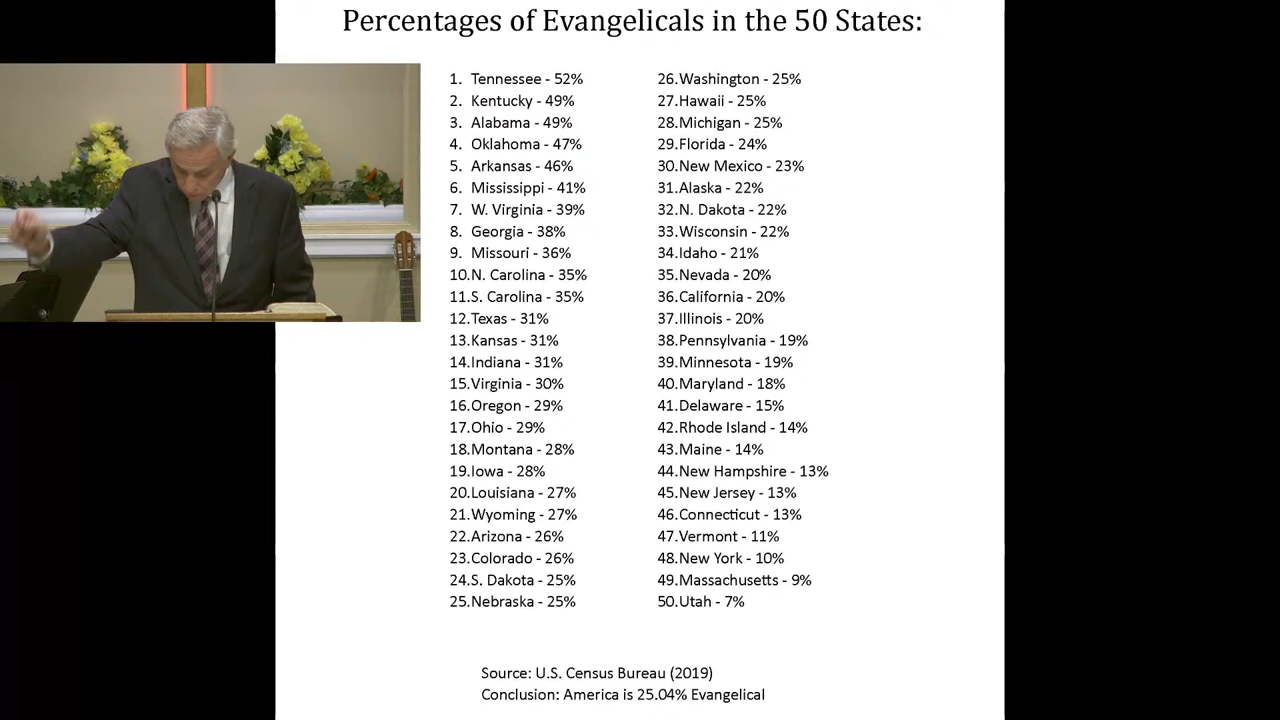 Percentages of Evangelicals in the 50 States:
1. Tennessee - 52%
2. Kentucky - 49%
3. Alabama - 49%
4. Oklahoma - 47%
5. Arkansas - 46%
6. Mississippi - 41%
7. W. Virginia - 39%
8. Georgia - 38%
9. Missouri - 36%
10.N. Carolina - 35%
11.S. Carolina - 35%
12.Texas - 31%
13.Kansas - 31%
14.Indiana - 31%
15.Virginia - 30%
16.Oregon - 29%
17.Ohio - 29%
18.Montana - 28%
19.Iowa - 28%
20.Louisiana - 27%
21.Wyoming - 27%
22.Arizona - 26%
23.Colorado - 26%
24.S. Dakota - 25%
25.Nebraska - 25%
26.Washington - 25%
27.Hawaii - 25%
28.Michigan - 25%
29.Florida - 24%
30.New Mexico - 23%
31.Alaska - 22%
32.N. Dakota - 22%
33.Wisconsin - 22%
34.Idaho - 21%
35.Nevada - 20%
36.California - 20%
37.Illinois - 20%
38.Pennsylvania - 19%
39.Minnesota - 19%
40.Maryland - 18%
41.Delaware - 15%
42.Rhode Island - 14%
43.Maine - 14%
44.New Hampshire - 13%
45.New Jersey - 13%
46.Connecticut - 13%
47.Vermont - 11%
48.New York - 10%
49.Massachusetts - 9%
50.Utah - 7%
Source: U.S. Census Bureau (2019)
Conclusion: America is 25.04% Evangelical